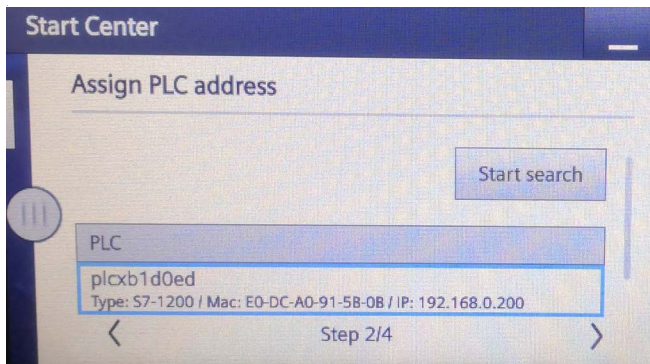 Start Center
Assign PLC address
Start search
PLC
plcxb1d0ed
Type: S7-1200 / Mac: E0-DC-A0-91-5B-0B / IP: 192.168.0.200
Step 2/4